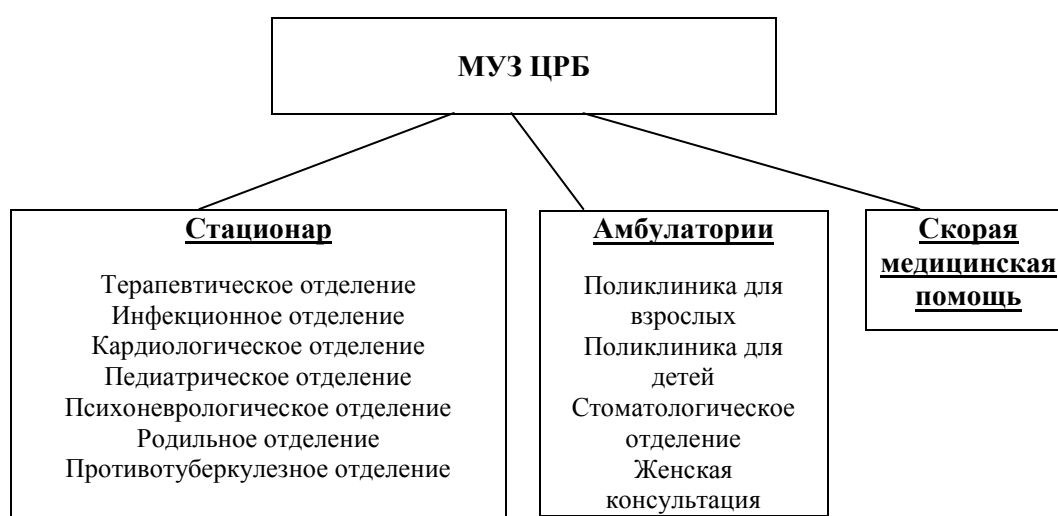 МУЗ ЦРБ
Стационар
Терапевтическое отделение
Инфекционное отделение
Кардиологическое отделение
Педиатрическое отделение
Психоневрологическое отделение
Родильное отделение
Противотуберкулезное отделение
Амбулатории
Поликлиника для
взрослых
Поликлиника для
детей
Стоматологическое
отделение
Женская
консультация
Скорая
медицинская
помощь